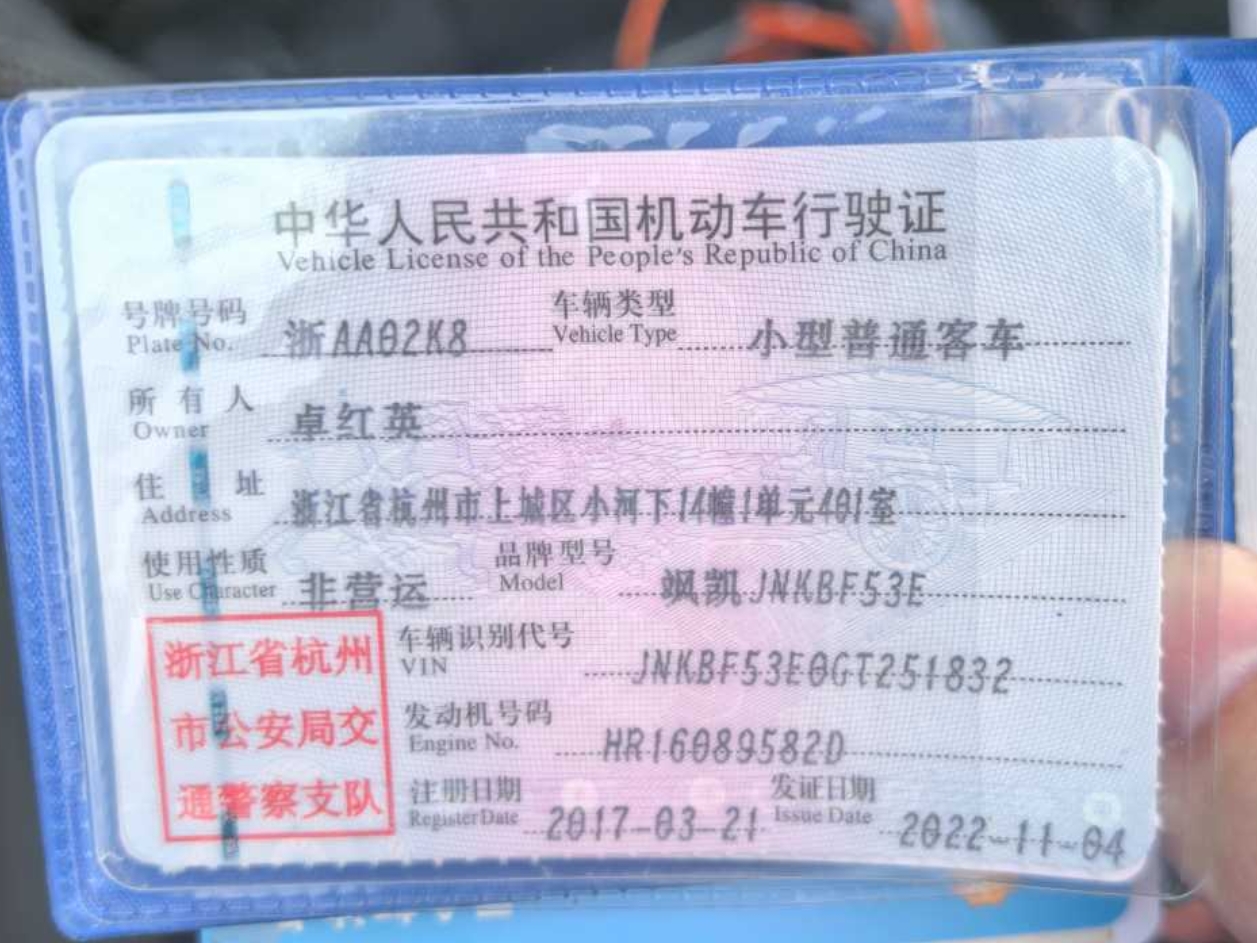 中华人民共和国机动车行驶证
Vehicle License of the People's Republic of China
号牌号码 浙AA02K8 车辆类型 小型普通客车
Plate No. Vehicle Type
所有人 卓红英
Owner
住址 浙江省杭州市上城区小河下14幢1单元401室
Address
使用性质 非营运 品牌型号 飒凯JNKBF53E
Use Character Model
浙江省杭州
市公安局交
通警察支队
车辆识别代号 JNKBF53E0GT251832
VIN
发动机号码 HR16089582D
Engine No.
注册日期 2017-03-21 发证日期 2022-11-04
Register Date Issue Date